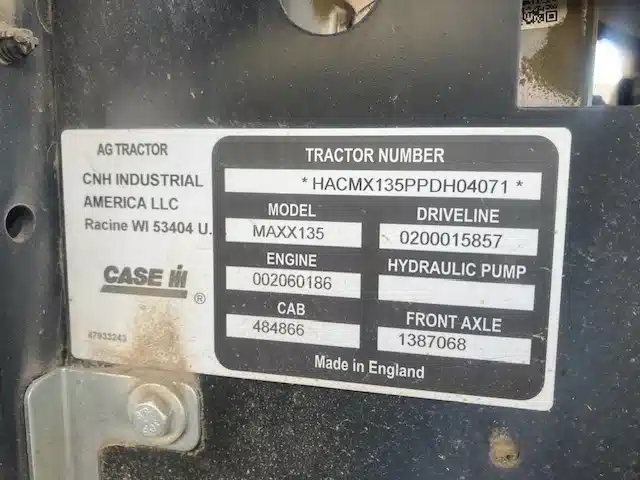 AG TRACTOR
CNH INDUSTRIAL
AMERICA LLC
Racine WI 53404 U.
CASE IH
®
47933243
TRACTOR NUMBER
*HACMX135PPDH04071*
MODEL
MAXX135
DRIVELINE
0200015857
ENGINE
002060186
HYDRAULIC PUMP
CAB
484866
FRONT AXLE
1387068
Made in England